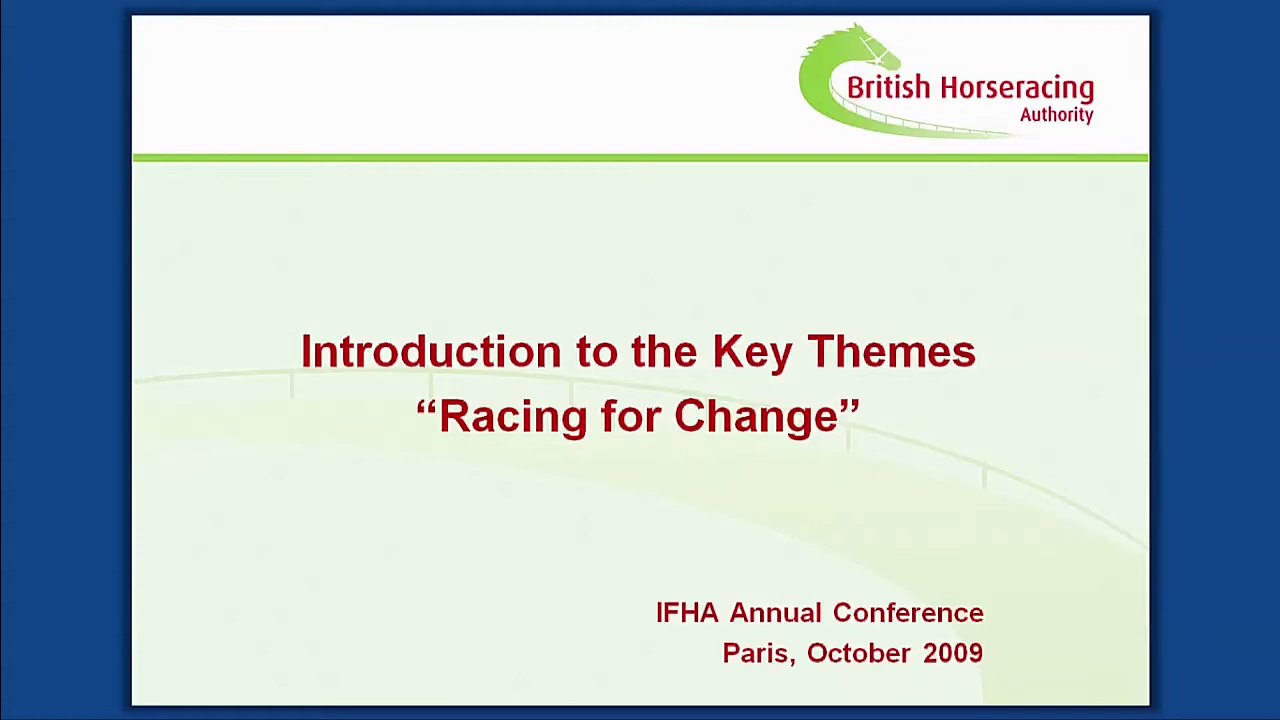 British Horseracing
Authority
Introduction to the Key Themes
“Racing for Change”
IFHA Annual Conference
Paris, October 2009